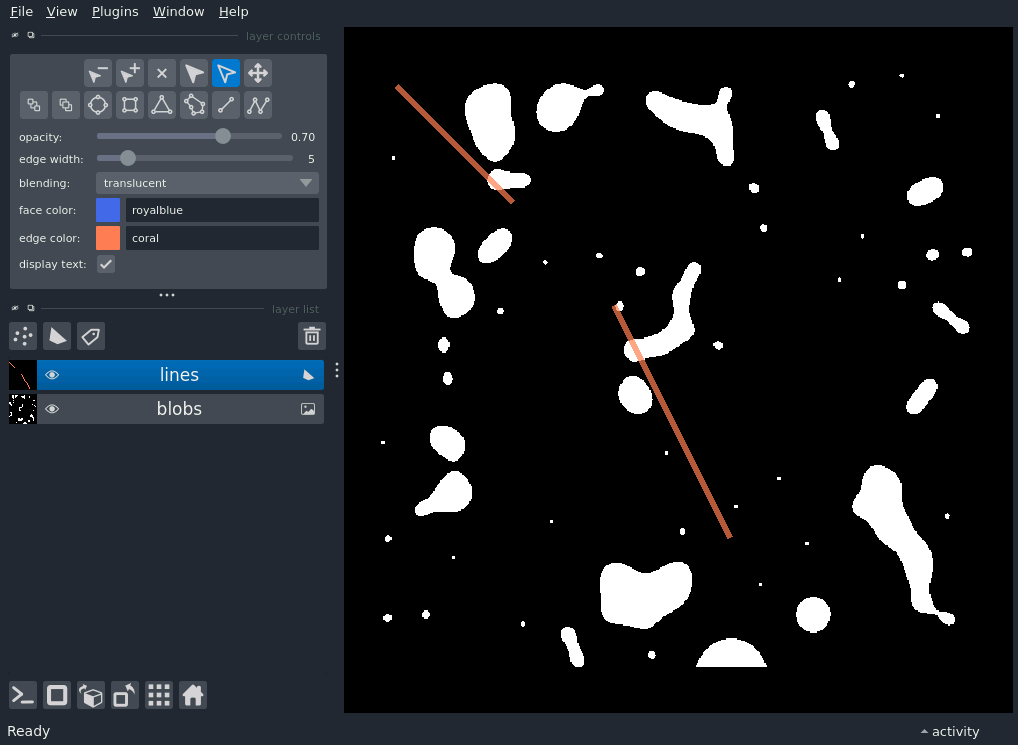 File View Plugins Window Help
layer controls
opacity: 0.70
edge width: 5
blending: translucent
face color: royalblue
edge color: coral
display text:
layer list
lines
blobs
Ready activity